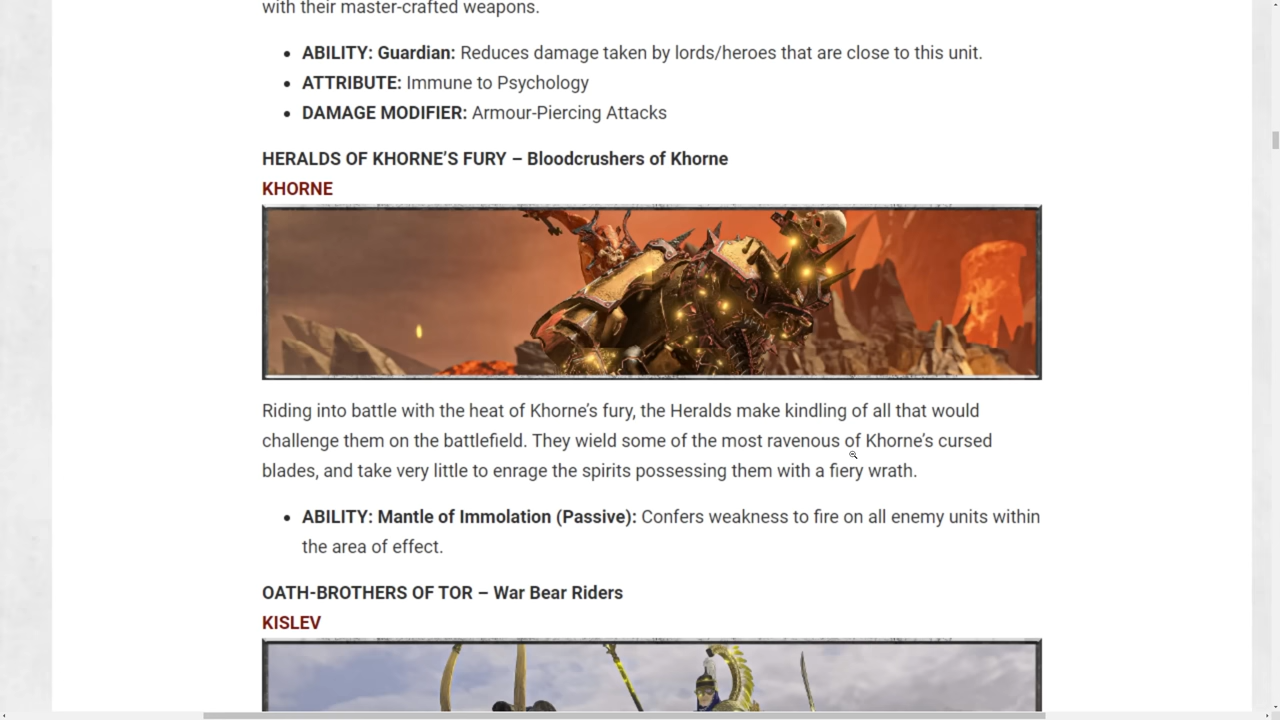 with their master-crafted weapons.
• ABILITY: Guardian: Reduces damage taken by lords/heroes that are close to this unit.
• ATTRIBUTE: Immune to Psychology
• DAMAGE MODIFIER: Armour-Piercing Attacks
HERALDS OF KHORNE’S FURY – Bloodcrushers of Khorne
KHORNE
Riding into battle with the heat of Khorne’s fury, the Heralds make kindling of all that would
challenge them on the battlefield. They wield some of the most ravenous of Khorne’s cursed
blades, and take very little to enrage the spirits possessing them with a fiery wrath.
• ABILITY: Mantle of Immolation (Passive): Confers weakness to fire on all enemy units within
the area of effect.
OATH-BROTHERS OF TOR – War Bear Riders
KISLEV